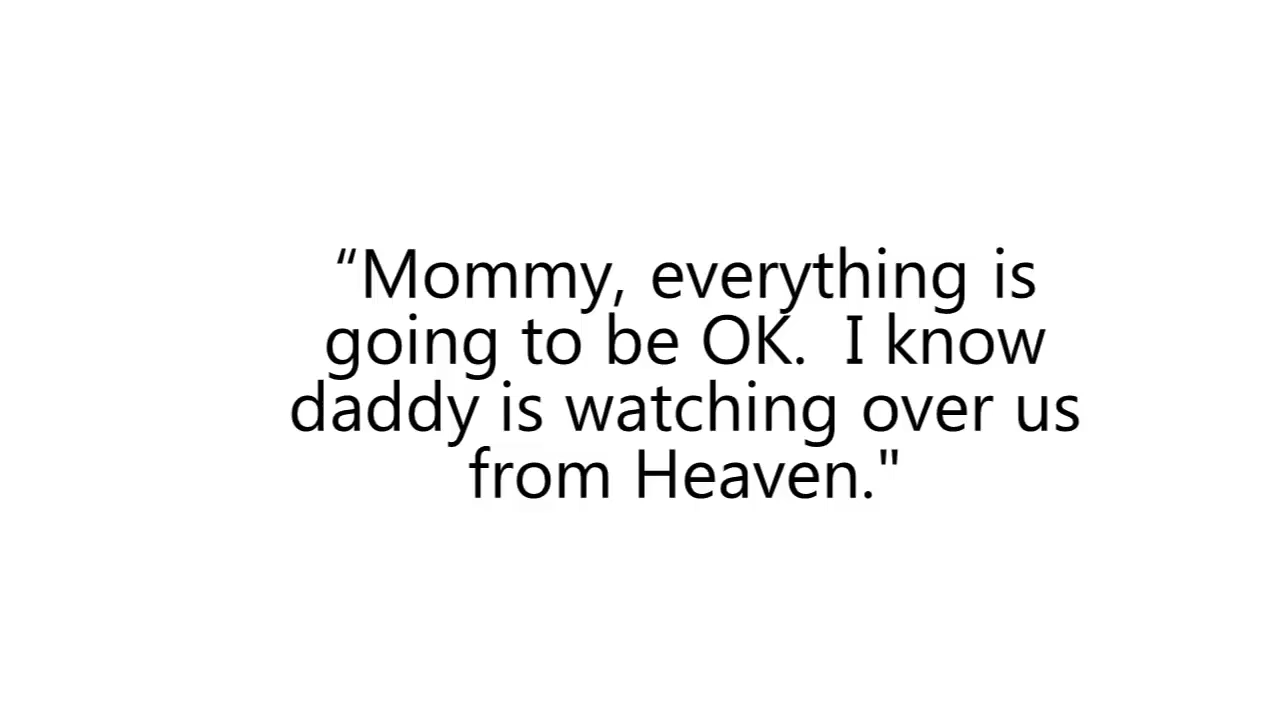 “Mommy, everything is
going to be OK.  I know
daddy is watching over us
from Heaven."